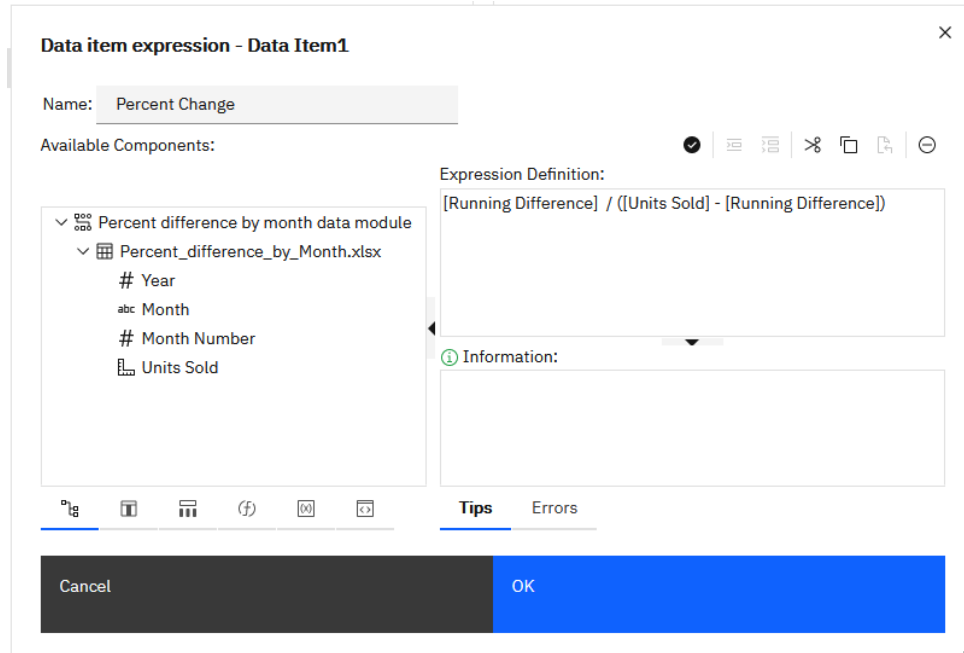 Data item expression - Data Item1
Name: Percent Change
Available Components:
Expression Definition:
[Running Difference] / ([Units Sold] - [Running Difference])
Percent difference by month data module
Percent_difference_by_Month.xlsx
# Year
abc Month
# Month Number
Units Sold
Information:
Tips Errors
Cancel OK